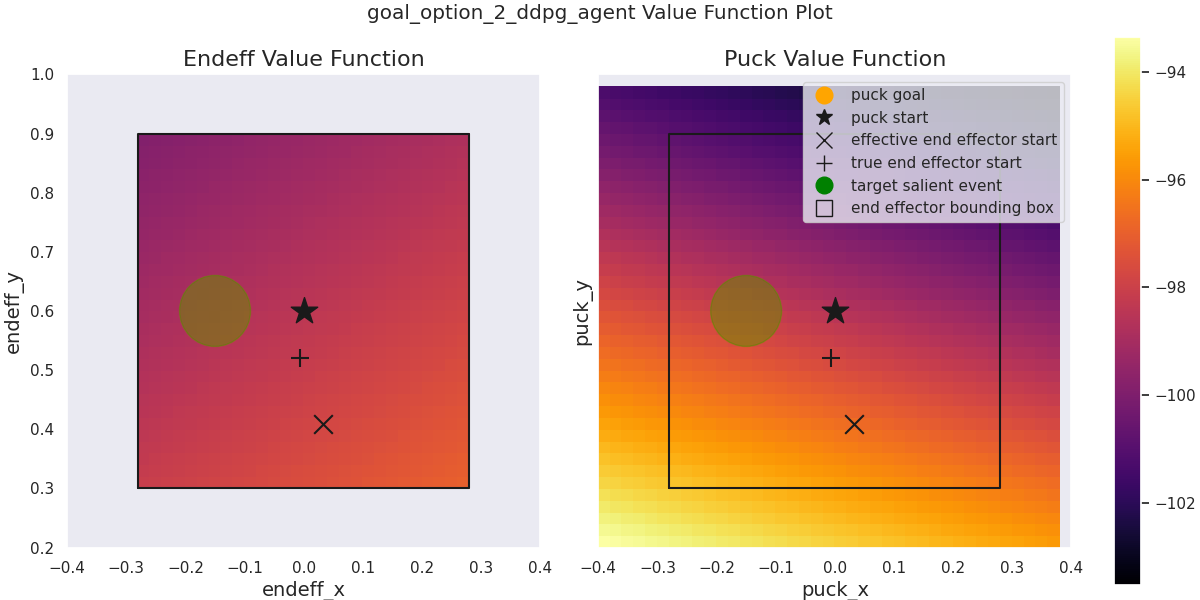 goal_option_2_ddpg_agent Value Function Plot
Endeff Value Function
1.0
0.9
0.8
0.7
0.6
0.5
0.4
0.3
0.2
endeff_y
−0.4 −0.3 −0.2 −0.1 0.0 0.1 0.2 0.3 0.4
endeff_x
Puck Value Function
puck goal
puck start
effective end effector start
true end effector start
target salient event
end effector bounding box
puck_y
−0.4 −0.3 −0.2 −0.1 0.0 0.1 0.2 0.3 0.4
puck_x
−94
−96
−98
−100
−102